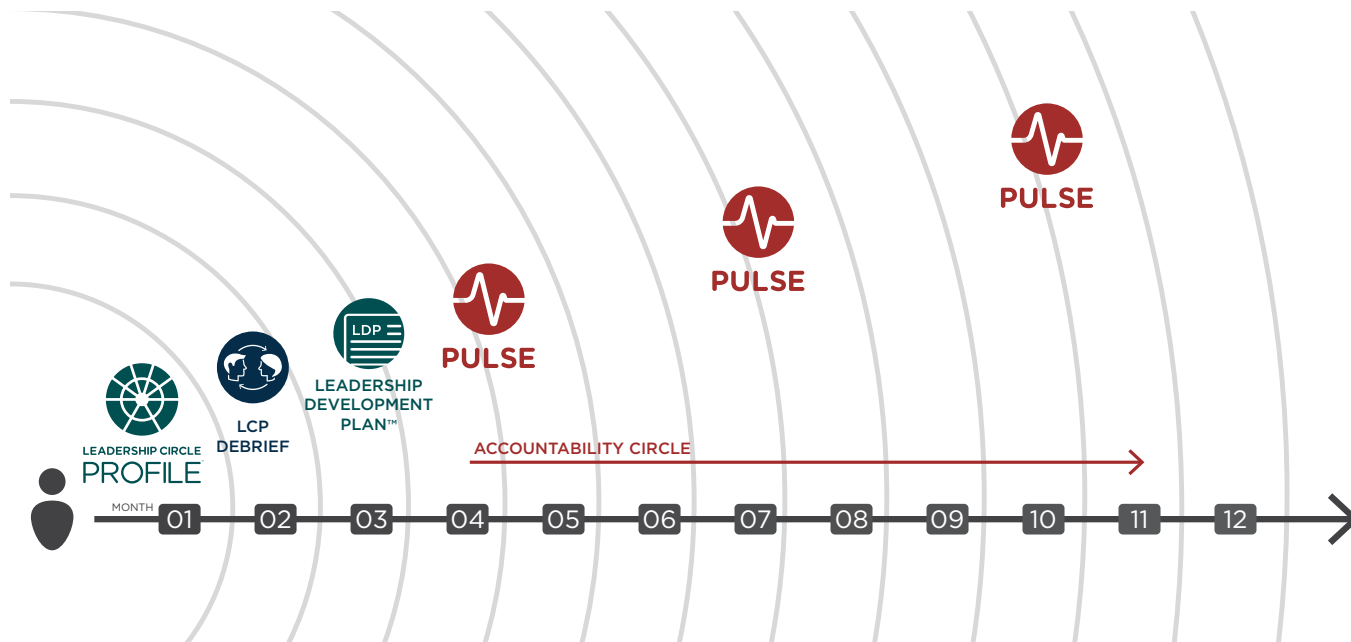 PULSE
PULSE
LDP
PULSE
LEADERSHIP
DEVELOPMENT
PLAN™
LCP
DEBRIEF
LEADERSHIP CIRCLE
PROFILE
ACCOUNTABILITY CIRCLE
MONTH 01 02 03 04 05 06 07 08 09 10 11 12